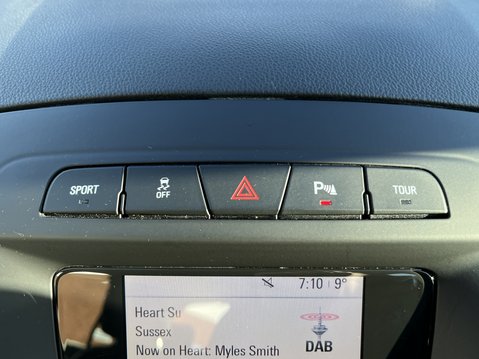 SPORT
OFF
P
TOUR
7:10 9°
Heart Su
Sussex
Now on Heart: Myles Smith
DAB